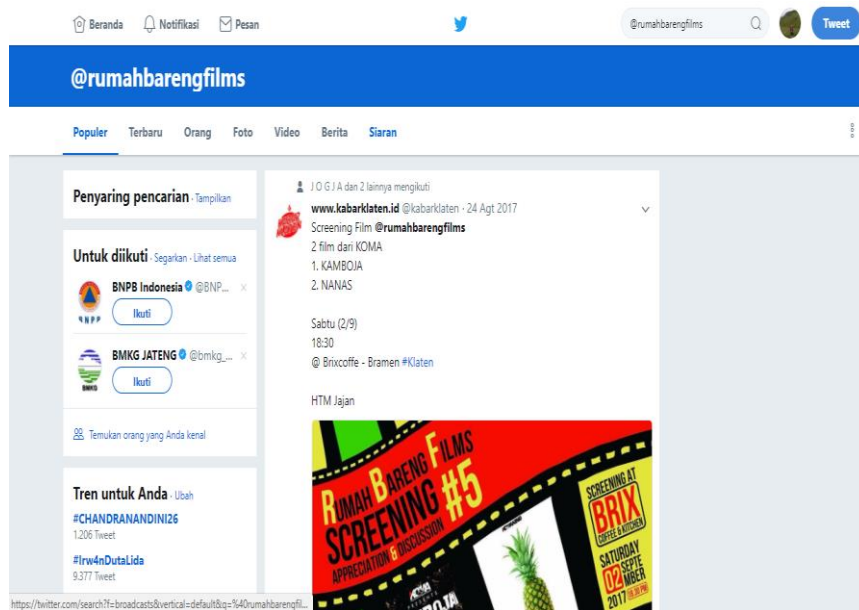 Beranda Notifikasi Pesan @rumahbarengfilms Tweet
@rumahbarengfilms
Populer Terbaru Orang Foto Video Berita Siaran
Penyaring pencarian · Tampilkan
Untuk diikuti · Segarkan · Lihat semua
BNPB Indonesia @BNP...
Ikuti
BMKG JATENG @bmkg_...
Ikuti
Temukan orang yang Anda kenal
Tren untuk Anda · Ubah
#CHANDRANANDINI26
1.206 Tweet
#Irw4nDutaLida
9.377 Tweet
J O G J A dan 2 lainnya mengikuti
www.kabarklaten.id @kabarklaten · 24 Agt 2017
Screening Film @rumahbarengfilms
2 film dari KOMA
1. KAMBOJA
2. NANAS
Sabtu (2/9)
18:30
@ Brixcoffe - Bramen #Klaten
HTM Jajan
RUMAH BARENG FILMS
SCREENING #5
APPRECIATION & DISCUSSION
SCREENING AT
BRIX
COFFEE & KITCHEN
SATURDAY
02 SEPTE
MBER
2017 18.30 PM
https://twitter.com/search?f=broadcasts&vertical=default&q=%40rumahbarengfil...